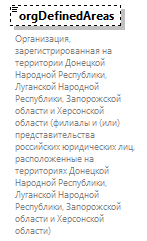 orgDefinedAreas
Организация,
зарегистрированная на
территории Донецкой
Народной Республики,
Луганской Народной
Республики, Запорожской
области и Херсонской
области (филиалы и (или)
представительства
российских юридических лиц,
расположенные на
территориях Донецкой
Народной Республики,
Луганской Народной
Республики, Запорожской
области и Херсонской
области)